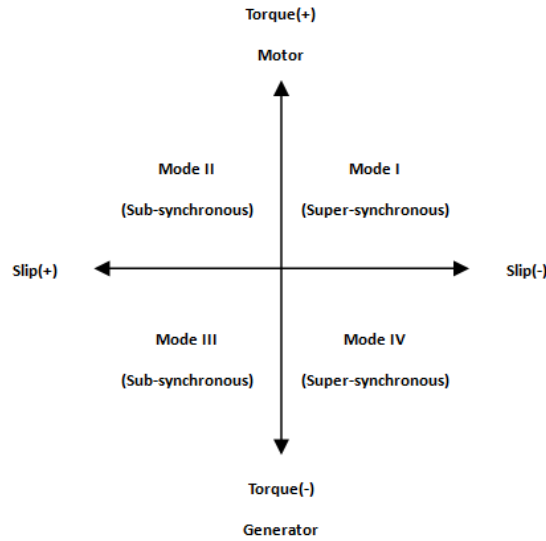 Torque(+)
Motor
Mode II
(Sub-synchronous)
Mode I
(Super-synchronous)
Slip(+)
Slip(-)
Mode III
(Sub-synchronous)
Mode IV
(Super-synchronous)
Torque(-)
Generator